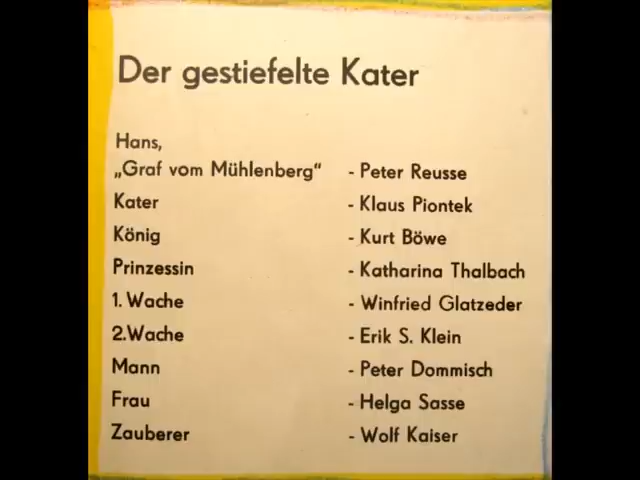 Der gestiefelte Kater
Hans,
„Graf vom Mühlenberg“ - Peter Reusse
Kater - Klaus Piontek
König - Kurt Böwe
Prinzessin - Katharina Thalbach
1. Wache - Winfried Glatzeder
2.Wache - Erik S. Klein
Mann - Peter Dommisch
Frau - Helga Sasse
Zauberer - Wolf Kaiser